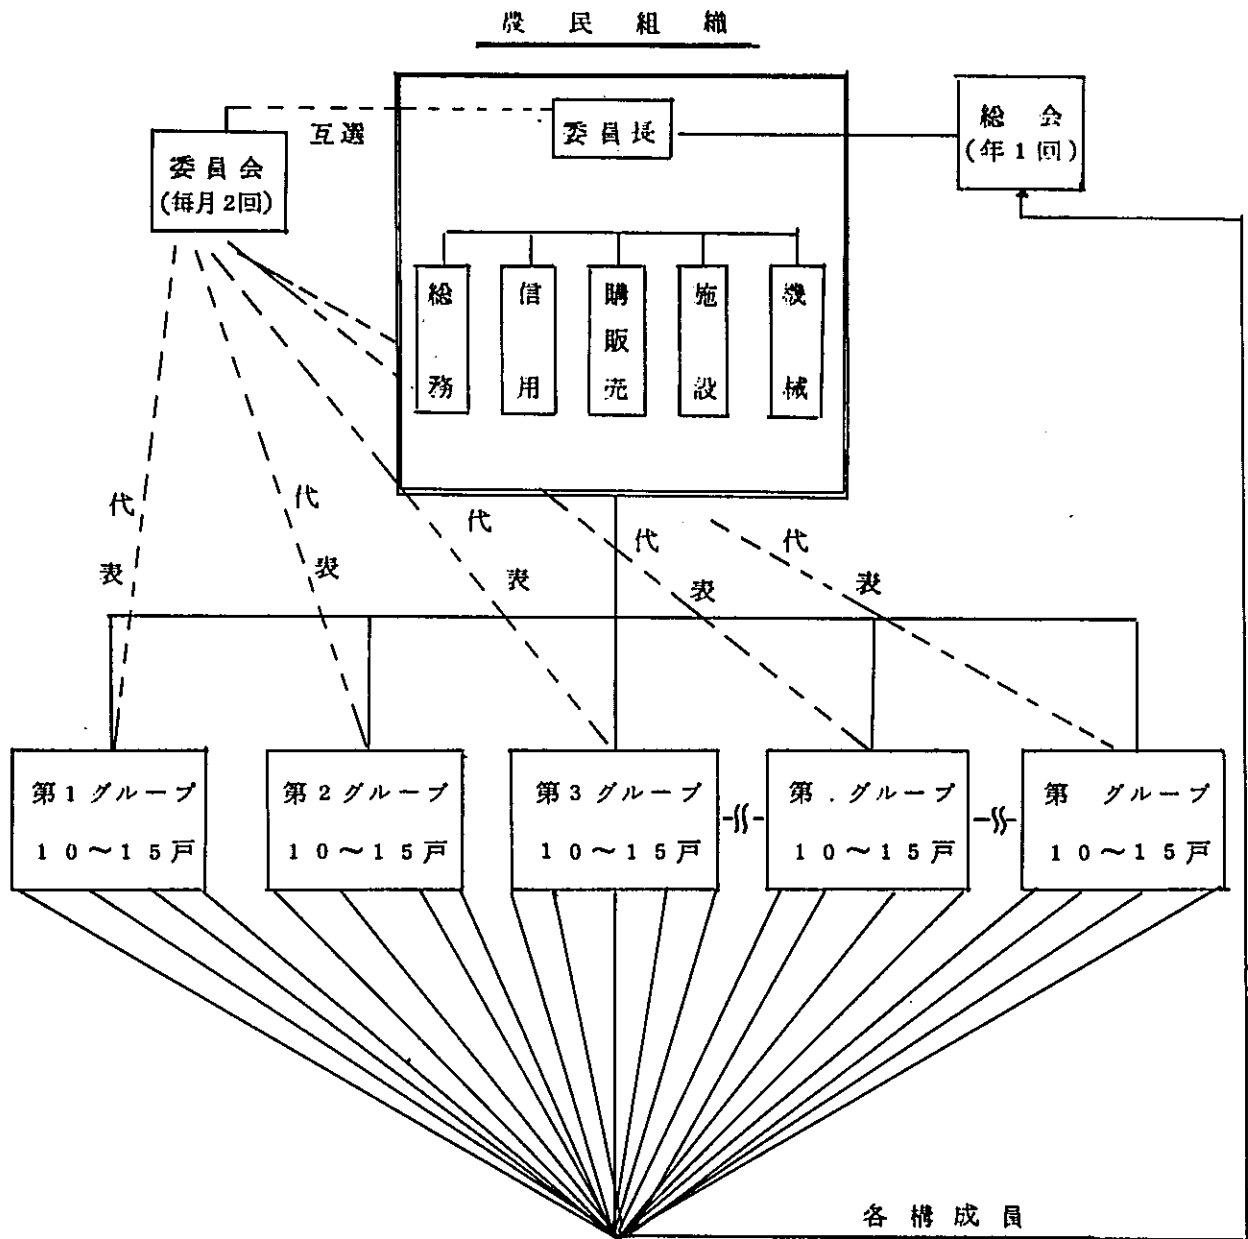 農民組織
委員長
総会
(年1回)
互選
委員会
(毎月2回)
総務
信用
購販売
施設
機械
代表
代表
代表
代表
代表
第1グループ
10～15戸
第2グループ
10～15戸
第3グループ
10～15戸
第.グループ
10～15戸
第 グループ
10～15戸
各構成員